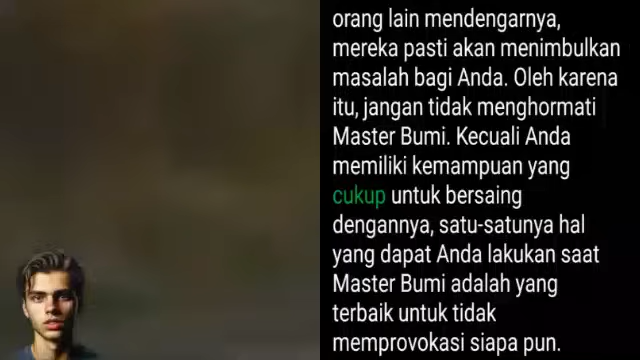 orang lain mendengarnya,
mereka pasti akan menimbulkan
masalah bagi Anda. Oleh karena
itu, jangan tidak menghormati
Master Bumi. Kecuali Anda
memiliki kemampuan yang
cukup untuk bersaing
dengannya, satu-satunya hal
yang dapat Anda lakukan saat
Master Bumi adalah yang
terbaik untuk tidak
memprovokasi siapa pun.